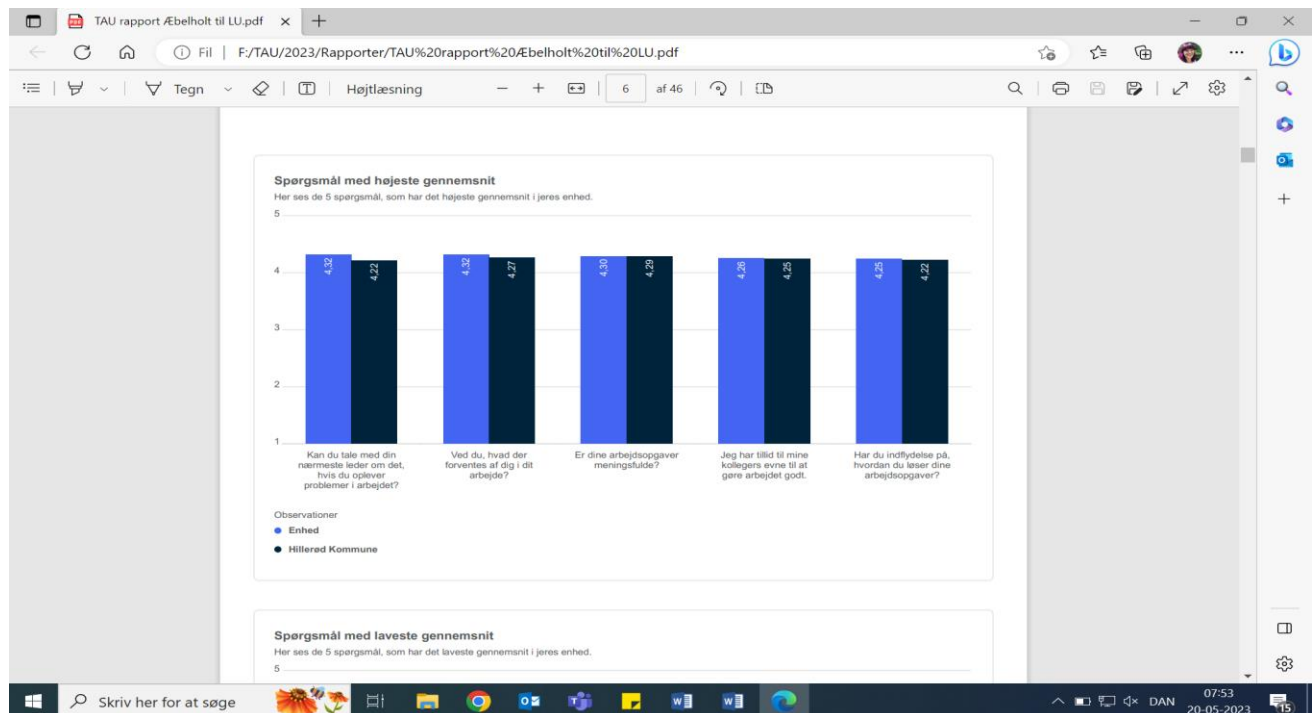 TAU rapport Æbelholt til LU.pdf
Fil F:/TAU/2023/Rapporter/TAU%20rapport%20Æbelholt%20til%20LU.pdf
Tegn Højtlæsning 6 af 46
Spørgsmål med højeste gennemsnit
Her ses de 5 spørgsmål, som har det højeste gennemsnit i jeres enhed.
5
4
3
2
1
4,32 4,22 4,32 4,27 4,30 4,29 4,26 4,25 4,25 4,22
Kan du tale med din
nærmeste leder om det,
hvis du oplever
problemer i arbejdet?
Ved du, hvad der
forventes af dig i dit
arbejde?
Er dine arbejdsopgaver
meningsfulde?
Jeg har tillid til mine
kollegers evne til at
gøre arbejdet godt.
Har du indflydelse på,
hvordan du løser dine
arbejdsopgaver?
Observationer
Enhed
Hillerød Kommune
Spørgsmål med laveste gennemsnit
Her ses de 5 spørgsmål, som har det laveste gennemsnit i jeres enhed.
5
Skriv her for at søge
DAN
07:53
20-05-2023
15